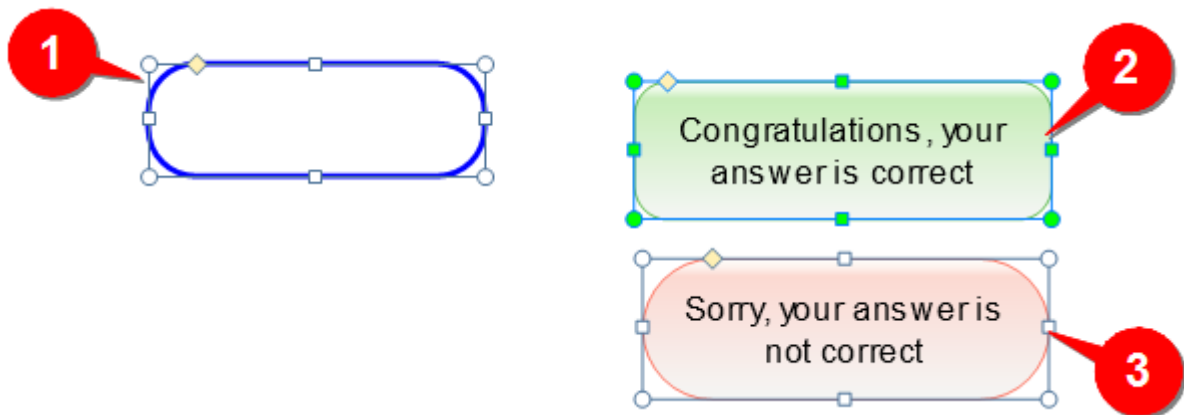 1
2
Congratulations, your
answer is correct
Sorry, your answer is
not correct
3